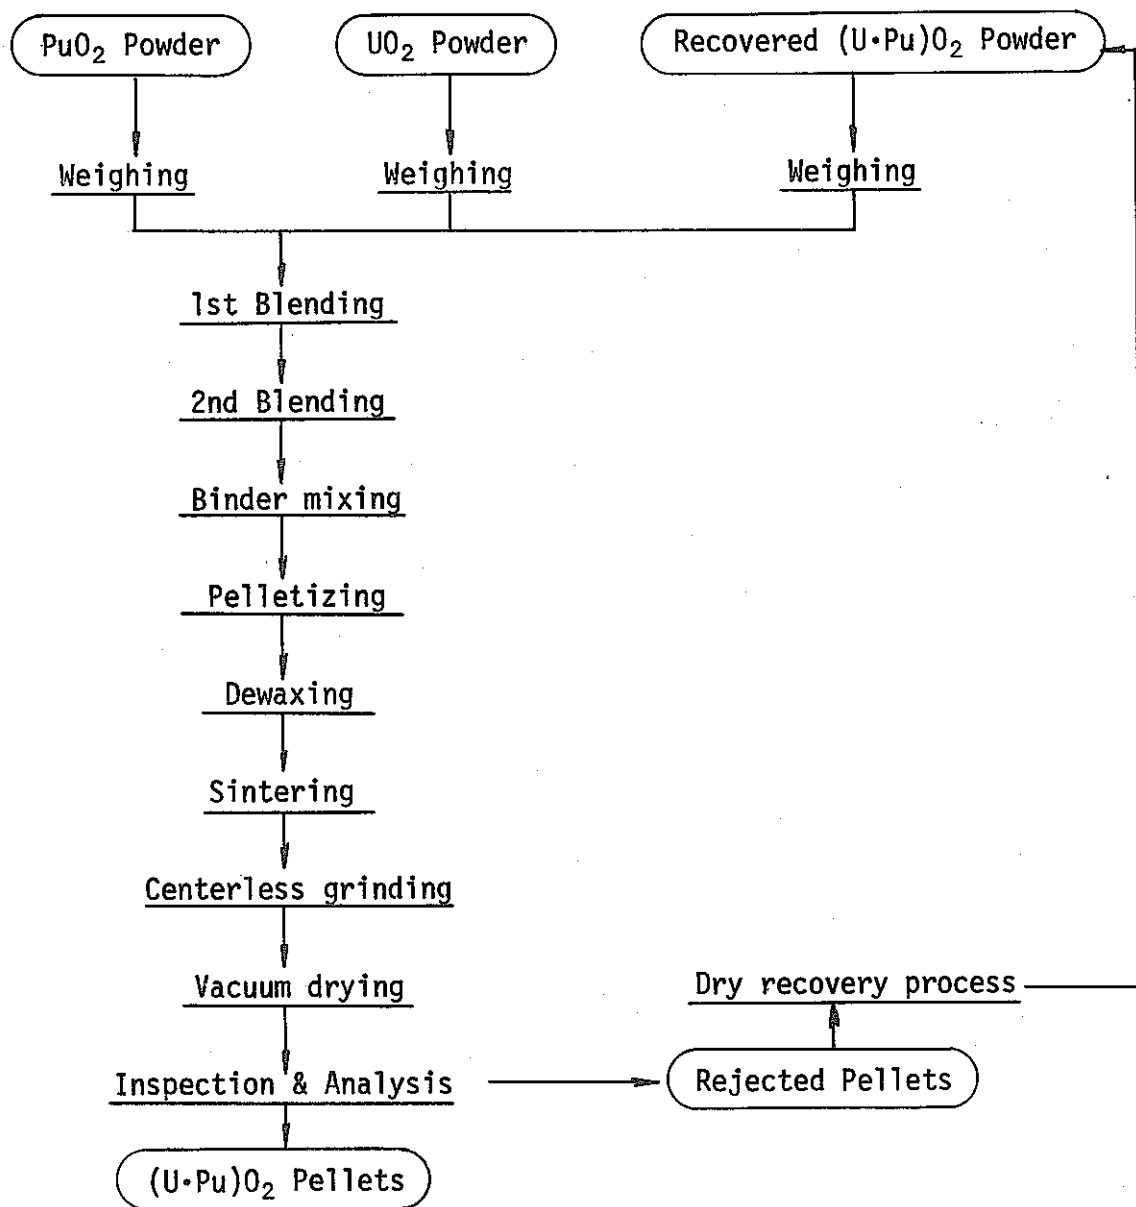 PuO₂ Powder
UO₂ Powder
Recovered (U·Pu)O₂ Powder
Weighing
Weighing
Weighing
1st Blending
2nd Blending
Binder mixing
Pelletizing
Dewaxing
Sintering
Centerless grinding
Vacuum drying
Dry recovery process
Inspection & Analysis
Rejected Pellets
(U·Pu)O₂ Pellets